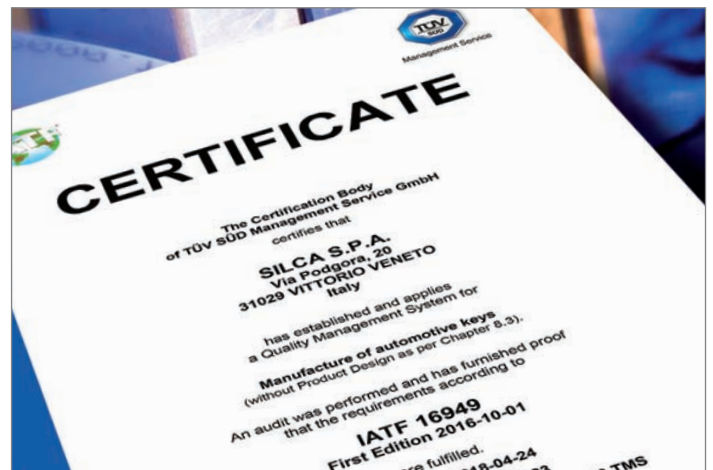 TÜV
SÜD
Management Service
CERTIFICATE
The Certification Body
of TÜV SÜD Management Service GmbH
certifies that
SILCA S.P.A.
Via Podgora, 20
31029 VITTORIO VENETO
Italy
has established and applies
a Quality Management System for
Manufacture of automotive keys
(without Product Design as per Chapter 8.3).
An audit was performed and has furnished proof
that the requirements according to
IATF 16949
First Edition 2016-10-01
fulfilled.
TMS